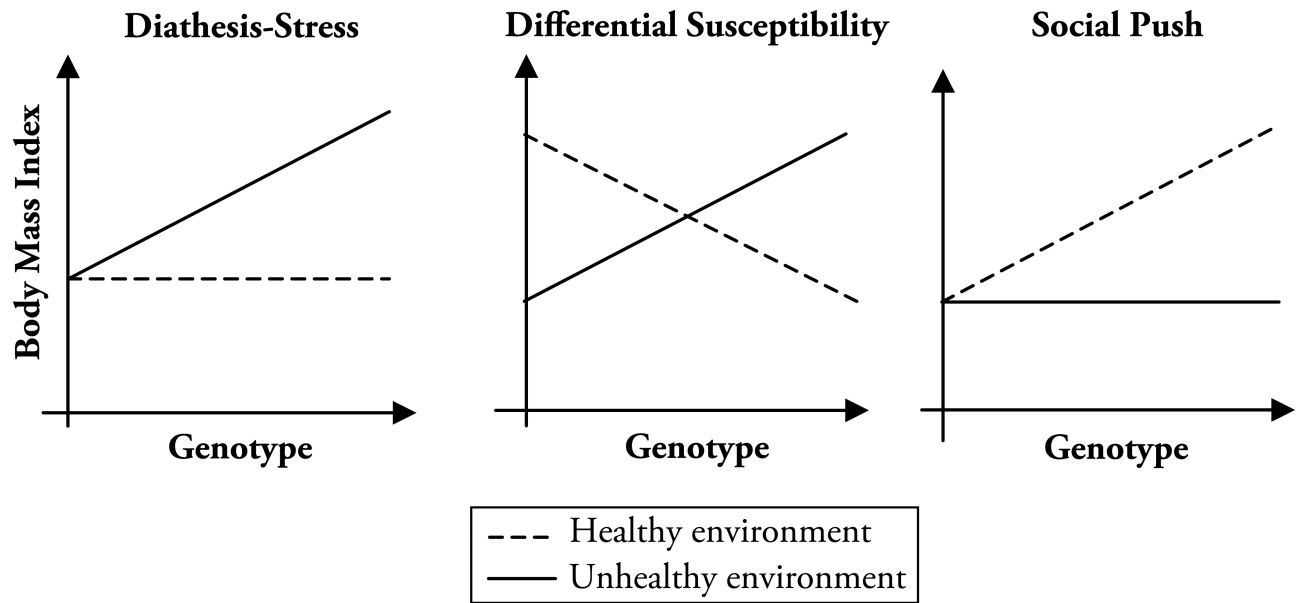 Diathesis-Stress
Differential Susceptibility
Social Push
Body Mass Index
Genotype
Genotype
Genotype
Healthy environment
Unhealthy environment